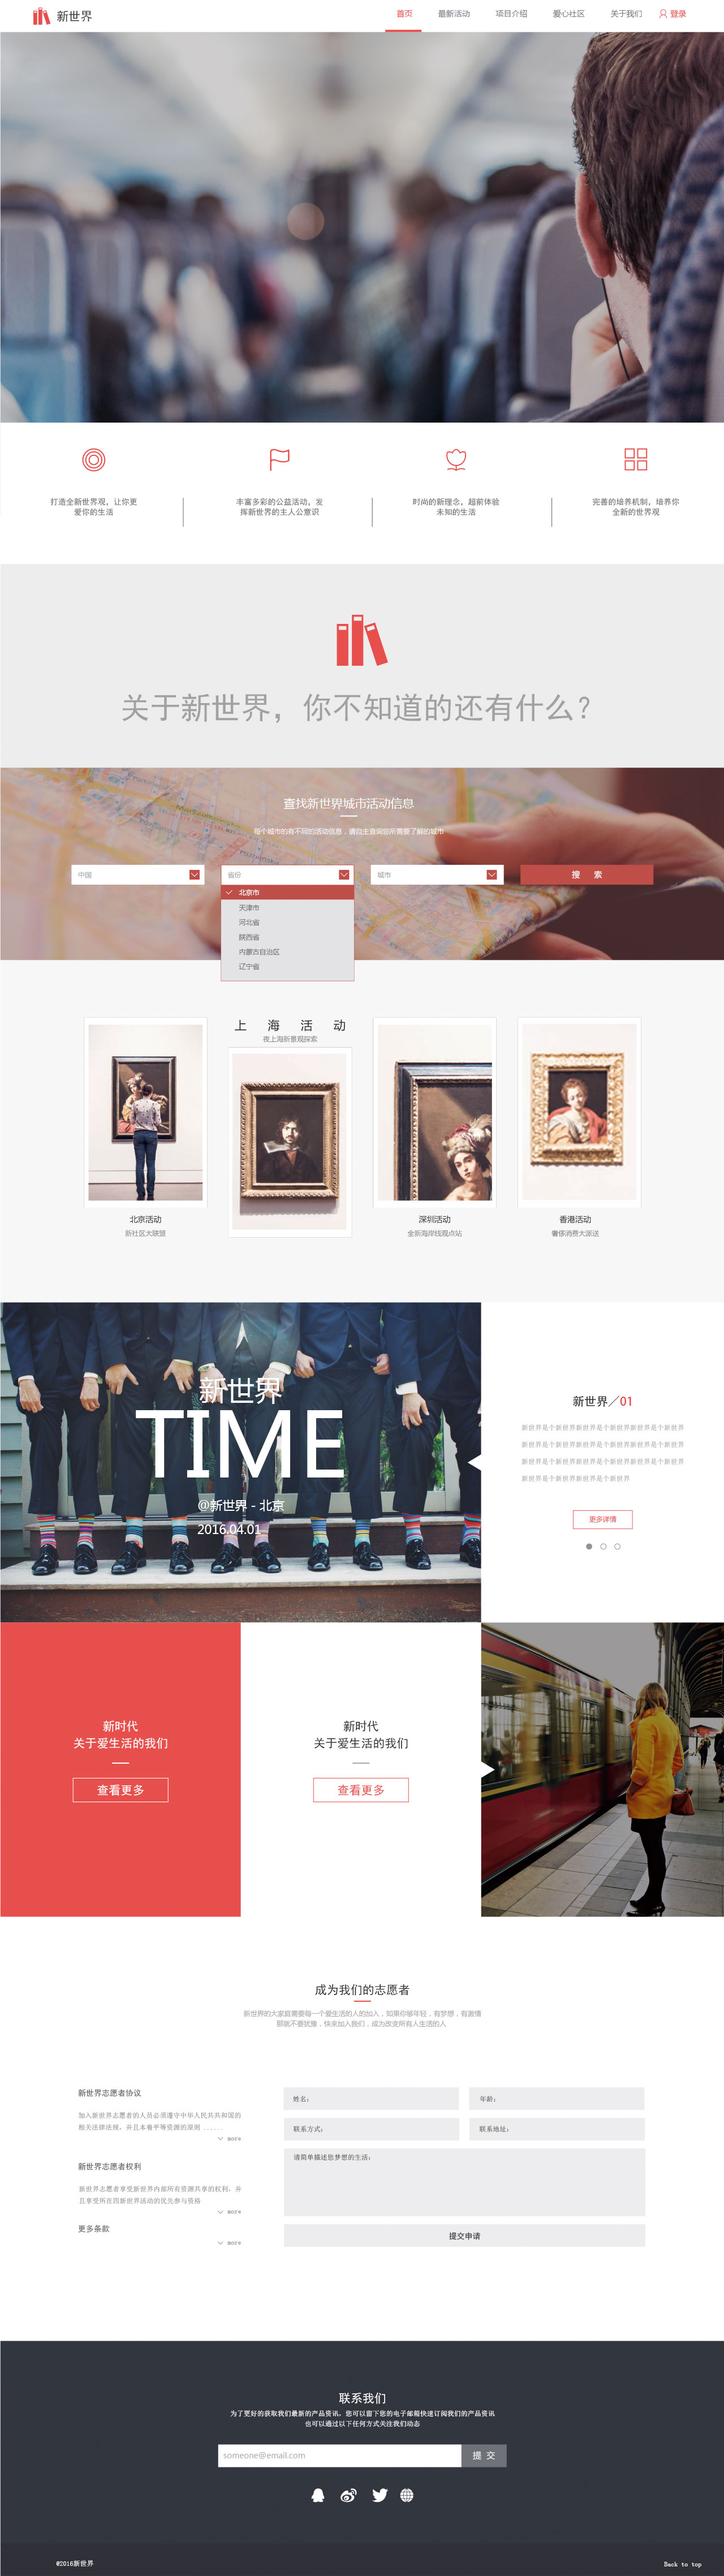 新世界
首页 最新活动 项目介绍 爱心社区 关于我们 登录
打造全新世界观，让你更
爱你的生活
丰富多彩的公益活动，发
挥新世界的主人公意识
时尚的新理念，超前体验
未知的生活
完善的培养机制，培养你
全新的世界观
关于新世界，你不知道的还有什么？
查找新世界城市活动信息
每个城市的有不同的活动信息，请自主查询您所需要了解的城市
中国 省份 城市 搜 索
北京市
天津市
河北省
陕西省
内蒙古自治区
辽宁省
上 海 活 动
夜上海新景观探索
北京活动
新社区大联盟
深圳活动
全新海岸线观点站
香港活动
奢侈消费大派送
新世界
TIME
@新世界 - 北京
2016.04.01
新世界／01
新世界是个新世界新世界是个新世界新世界是个新世界
新世界是个新世界新世界是个新世界新世界是个新世界
新世界是个新世界新世界是个新世界新世界是个新世界
新世界是个新世界新世界是个新世界
更多详情
新时代
关于爱生活的我们
查看更多
新时代
关于爱生活的我们
查看更多
成为我们的志愿者
新世界的大家庭需要每一个爱生活的人的加入，如果你够年轻，有梦想，有激情
那就不要犹豫，快来加入我们，成为改变所有人生活的人
新世界志愿者协议
加入新世界志愿者的人员必须遵守中华人民共共和国的
相关法律法规，并且本着平等资源的原则 ......
more
新世界志愿者权利
新世界志愿者享受新世界内部所有资源共享的权利，并
且享受所在四新世界活动的优先参与资格
more
更多条款
more
姓名： 年龄：
联系方式： 联系地址：
请简单描述您梦想的生活：
提交申请
联系我们
为了更好的获取我们最新的产品资讯，您可以留下您的电子邮箱快速订阅我们的产品资讯
也可以通过以下任何方式关注我们动态
someone@email.com 提 交
@2016新世界 Back to top